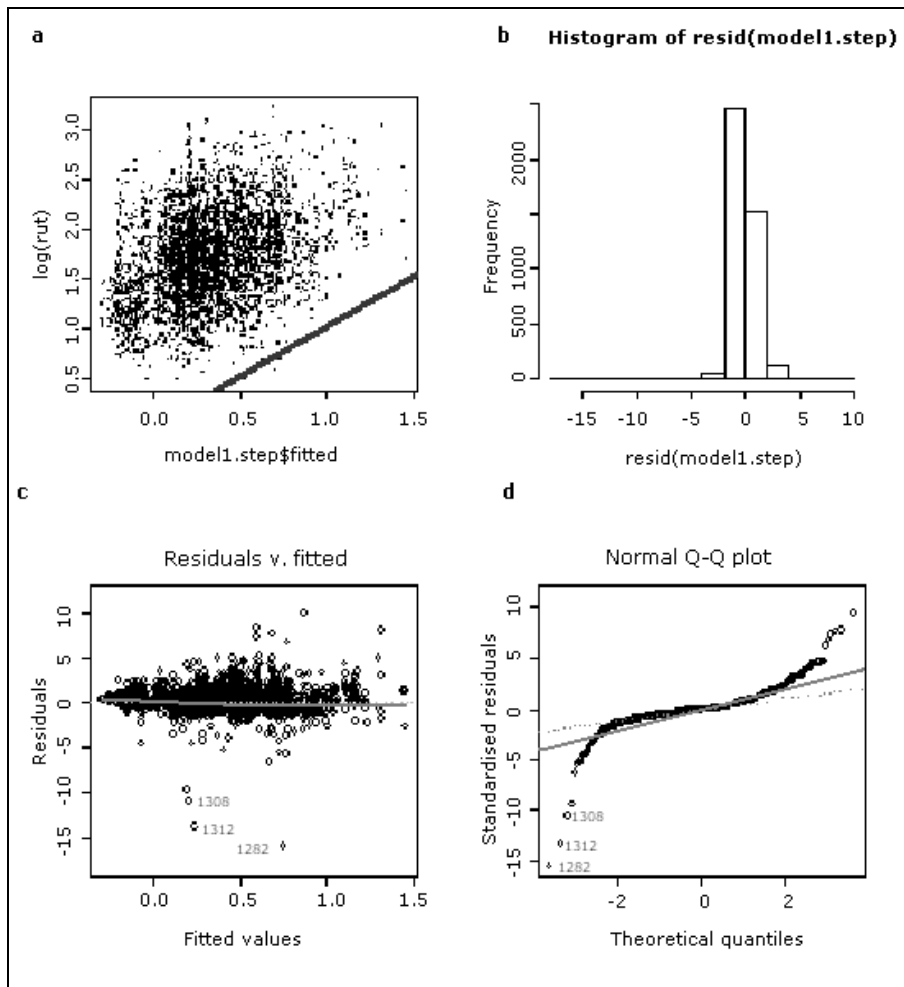 a
b Histogram of resid(model1.step)
log(rut)
3.0
2.5
2.0
1.5
1.0
0.5
0.0 0.5 1.0 1.5
model1.step$fitted
Frequency
2000
1000
500
0
-15 -10 -5 0 5 10
resid(model1.step)
c
Residuals v. fitted
Residuals
10
5
0
-5
-10
-15
1308
1312
1282
0.0 0.5 1.0 1.5
Fitted values
d
Normal Q-Q plot
Standardised residuals
10
5
0
-5
-10
-15
1308
1312
1282
-2 0 2
Theoretical quantiles